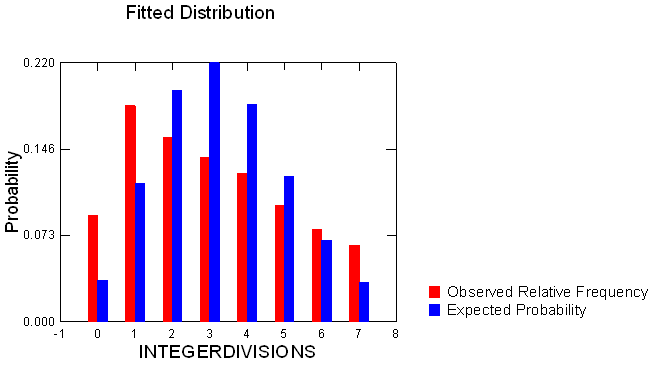 Fitted Distribution
0.220
0.146
0.073
0.000
Probability
-1 0 1 2 3 4 5 6 7 8
INTEGERDIVISIONS
Observed Relative Frequency
Expected Probability